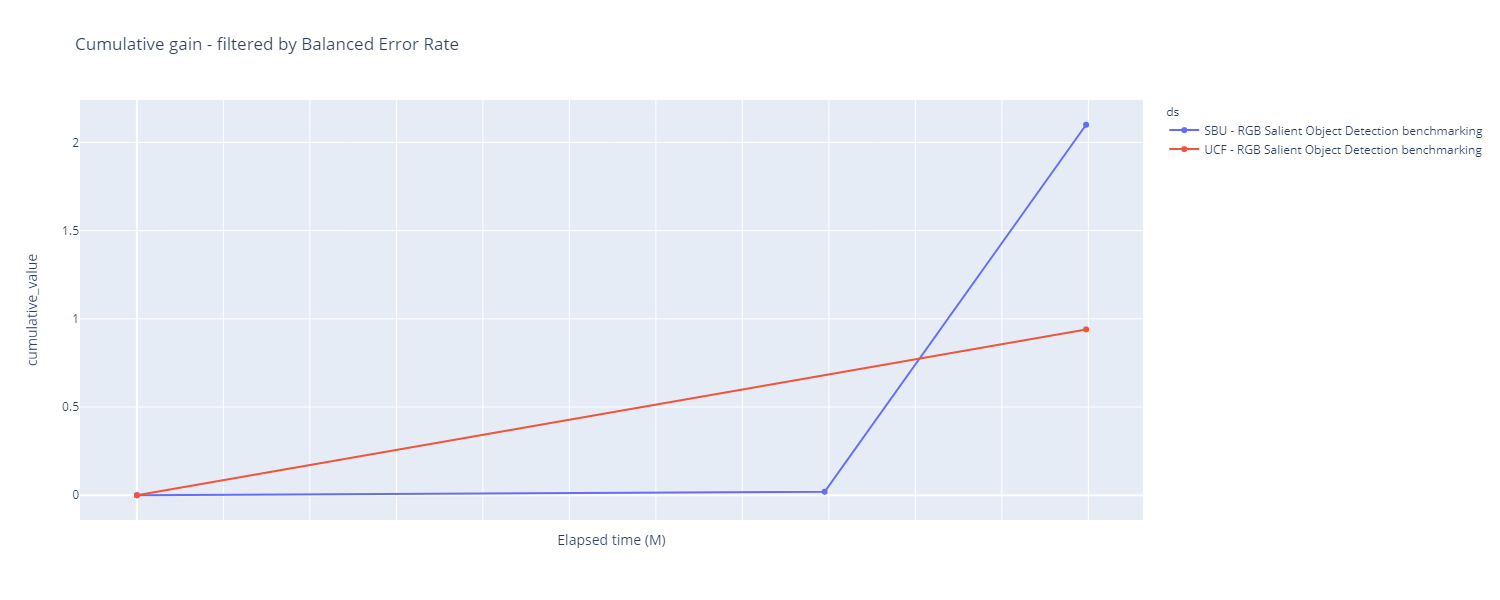 Cumulative gain - filtered by Balanced Error Rate
ds
SBU - RGB Salient Object Detection benchmarking
UCF - RGB Salient Object Detection benchmarking
2
1.5
1
0.5
0
cumulative_value
Elapsed time (M)